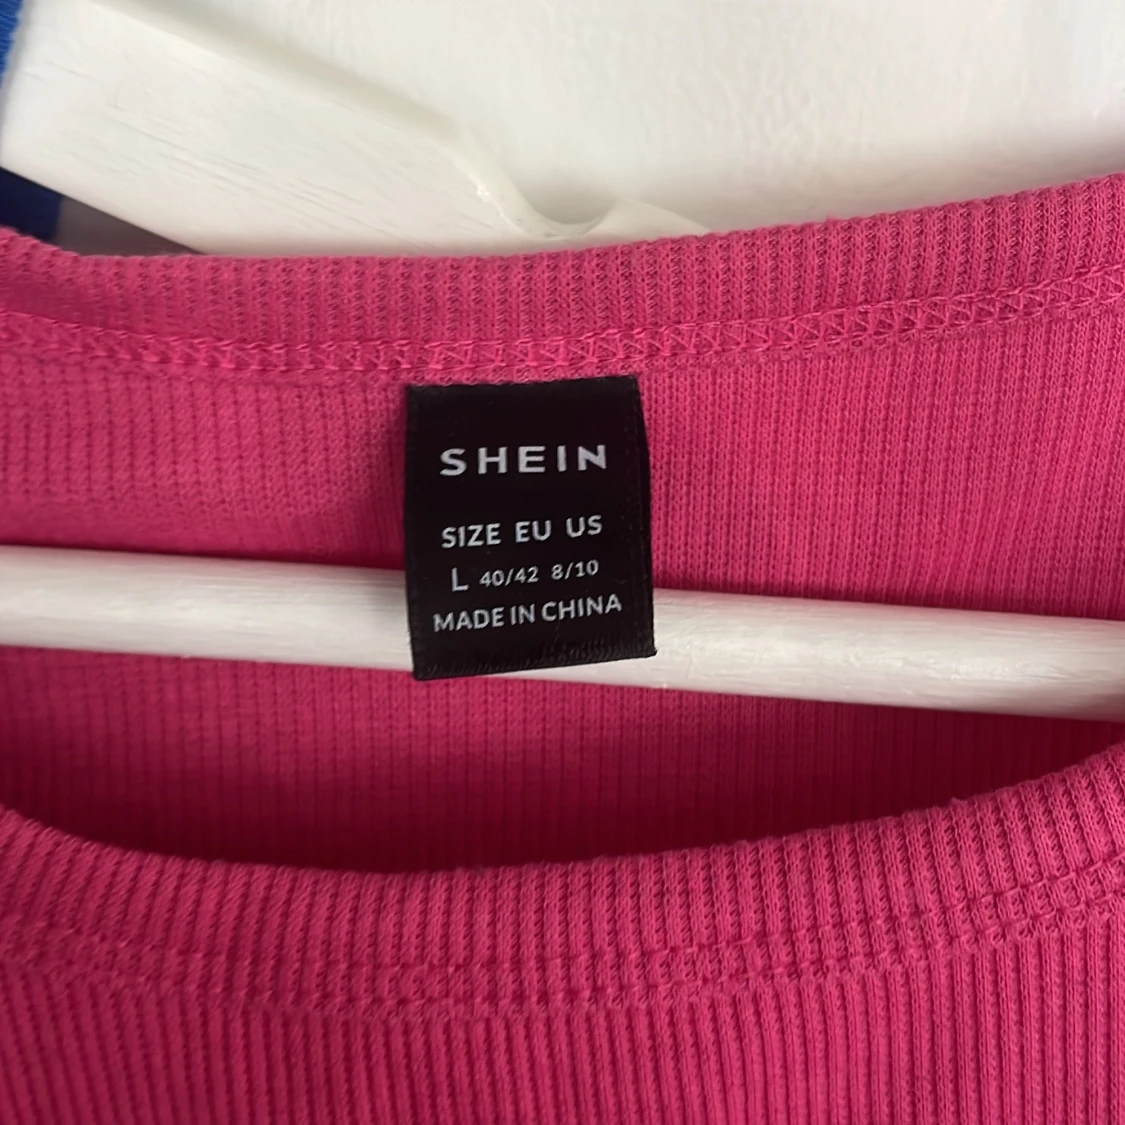 SHEIN
SIZE EU US
L 40/42 8/10
MADE IN CHINA